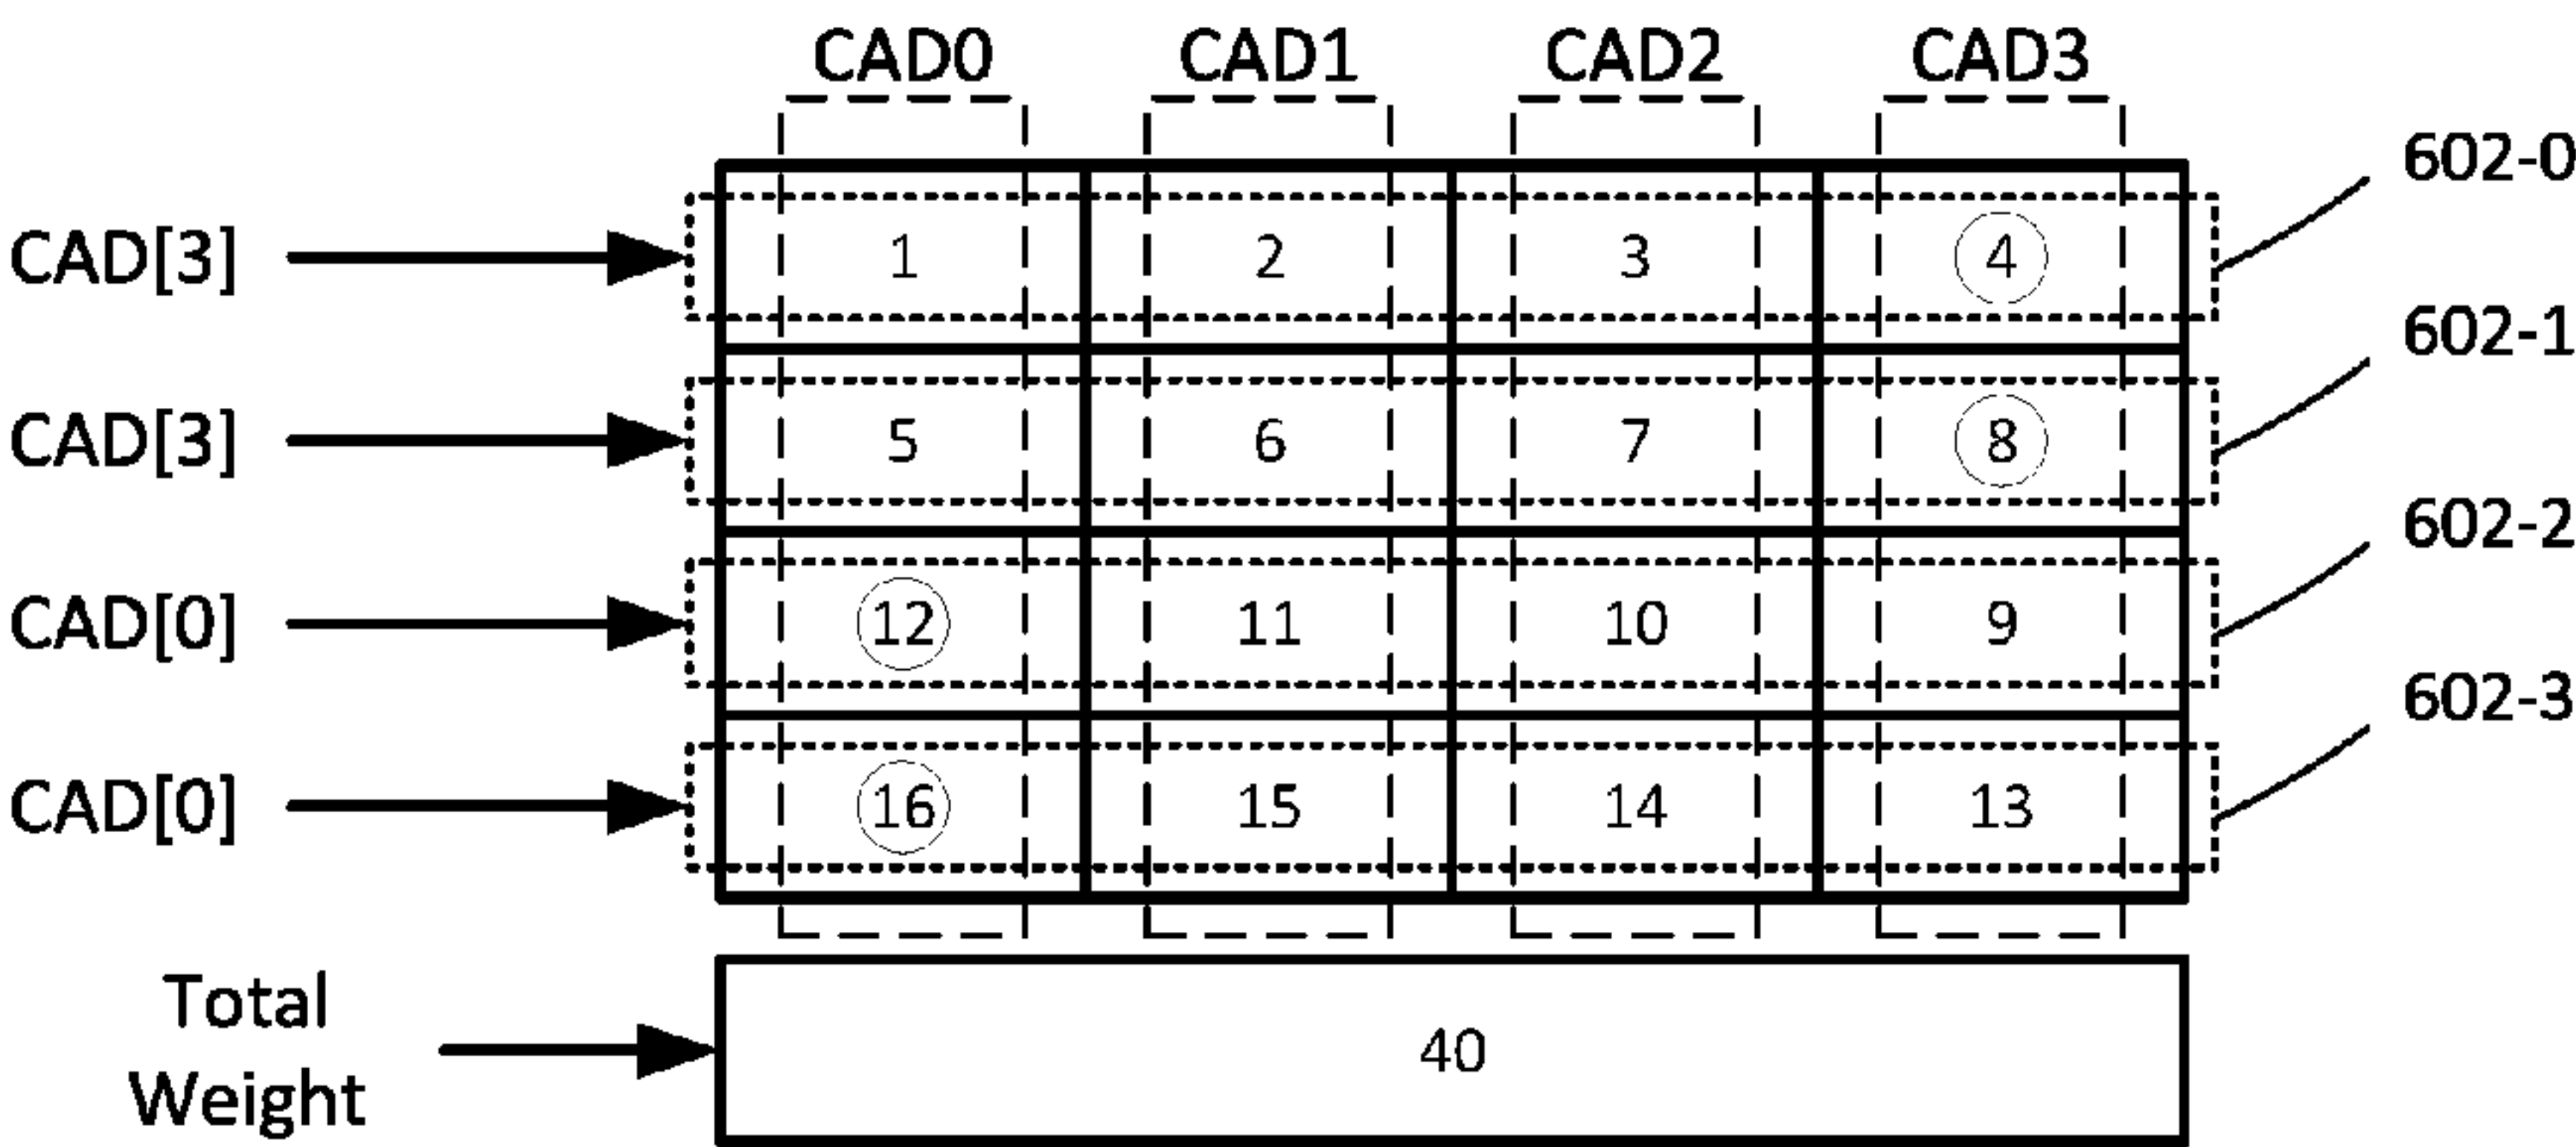 CAD0 CAD1 CAD2 CAD3
602-0
CAD[3] 1 2 3 4
602-1
CAD[3] 5 6 7 8
602-2
CAD[0] 12 11 10 9
602-3
CAD[0] 16 15 14 13
Total
Weight
40